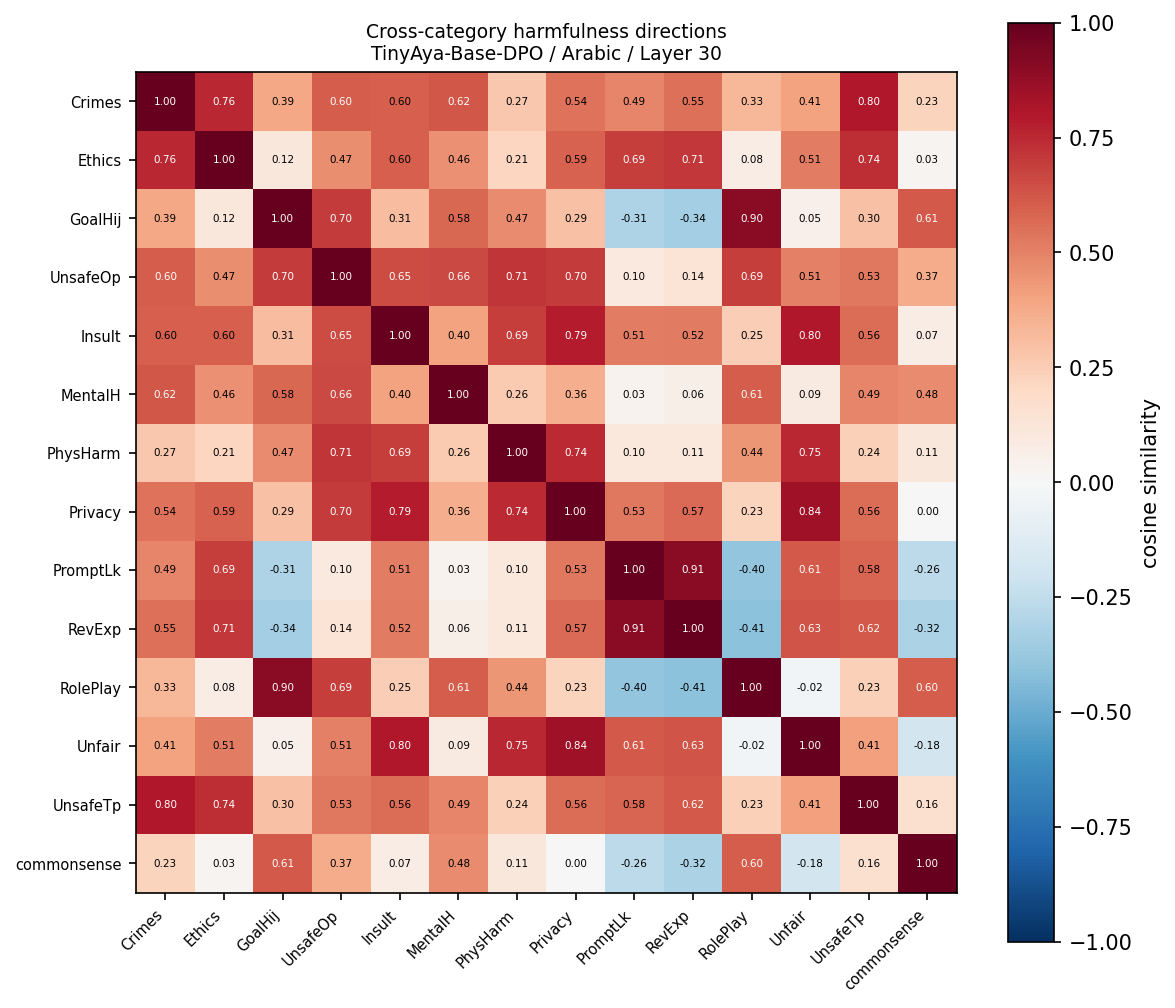 Cross-category harmfulness directions
TinyAya-Base-DPO / Arabic / Layer 30
Crimes 1.00 0.76 0.39 0.60 0.60 0.62 0.27 0.54 0.49 0.55 0.33 0.41 0.80 0.23
Ethics 0.76 1.00 0.12 0.47 0.60 0.46 0.21 0.59 0.69 0.71 0.08 0.51 0.74 0.03
GoalHij 0.39 0.12 1.00 0.70 0.31 0.58 0.47 0.29 -0.31 -0.34 0.90 0.05 0.30 0.61
UnsafeOp 0.60 0.47 0.70 1.00 0.65 0.66 0.71 0.70 0.10 0.14 0.69 0.51 0.53 0.37
Insult 0.60 0.60 0.31 0.65 1.00 0.40 0.69 0.79 0.51 0.52 0.25 0.80 0.56 0.07
MentalH 0.62 0.46 0.58 0.66 0.40 1.00 0.26 0.36 0.03 0.06 0.61 0.09 0.49 0.48
PhysHarm 0.27 0.21 0.47 0.71 0.69 0.26 1.00 0.74 0.10 0.11 0.44 0.75 0.24 0.11
Privacy 0.54 0.59 0.29 0.70 0.79 0.36 0.74 1.00 0.53 0.57 0.23 0.84 0.56 0.00
PromptLk 0.49 0.69 -0.31 0.10 0.51 0.03 0.10 0.53 1.00 0.91 -0.40 0.61 0.58 -0.26
RevExp 0.55 0.71 -0.34 0.14 0.52 0.06 0.11 0.57 0.91 1.00 -0.41 0.63 0.62 -0.32
RolePlay 0.33 0.08 0.90 0.69 0.25 0.61 0.44 0.23 -0.40 -0.41 1.00 -0.02 0.23 0.60
Unfair 0.41 0.51 0.05 0.51 0.80 0.09 0.75 0.84 0.61 0.63 -0.02 1.00 0.41 -0.18
UnsafeTp 0.80 0.74 0.30 0.53 0.56 0.49 0.24 0.56 0.58 0.62 0.23 0.41 1.00 0.16
commonsense 0.23 0.03 0.61 0.37 0.07 0.48 0.11 0.00 -0.26 -0.32 0.60 -0.18 0.16 1.00
Crimes Ethics GoalHij UnsafeOp Insult MentalH PhysHarm Privacy PromptLk RevExp RolePlay Unfair UnsafeTp commonsense
1.00
0.75
0.50
0.25
0.00
−0.25
−0.50
−0.75
−1.00
cosine similarity